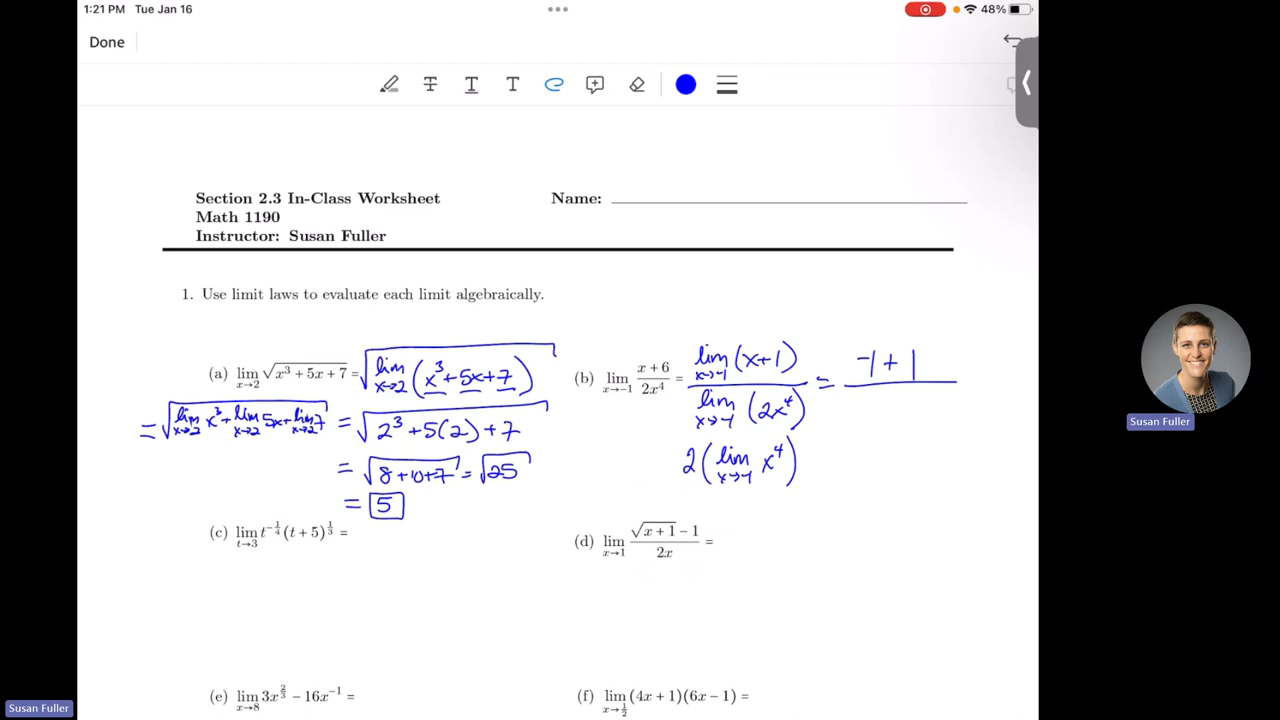 1:21 PM Tue Jan 16
48%
Done
Section 2.3 In-Class Worksheet
Name:
Math 1190
Instructor: Susan Fuller
1. Use limit laws to evaluate each limit algebraically.
(a) lim_{x→2} √(x³ + 5x + 7) = √(lim_{x→2} (x³ + 5x + 7))
= √(lim_{x→2} x³ + lim_{x→2} 5x + lim_{x→2} 7) = √(2³ + 5(2) + 7)
= √(8+10+7) = √25
= 5
(b) lim_{x→−1} (x + 6)/(2x⁴) = lim_{x→−1} (x+1) / lim_{x→−1} (2x⁴) = −1 + 1
2(lim_{x→−1} x⁴)
(c) lim_{t→3} t^{−1/4}(t + 5)^{1/3} =
(d) lim_{x→1} (√(x + 1) − 1)/(2x) =
(e) lim_{x→8} 3x^{2/3} − 16x^{−1} =
(f) lim_{x→1/2} (4x + 1)(6x − 1) =
Susan Fuller
Susan Fuller